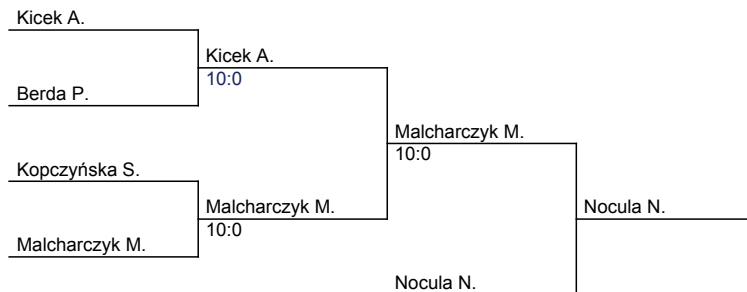 Kicek A.
Kicek A.
10:0
Berda P.
Malcharczyk M.
10:0
Kopczyńska S.
Malcharczyk M.
10:0
Nocula N.
Malcharczyk M.
Nocula N.